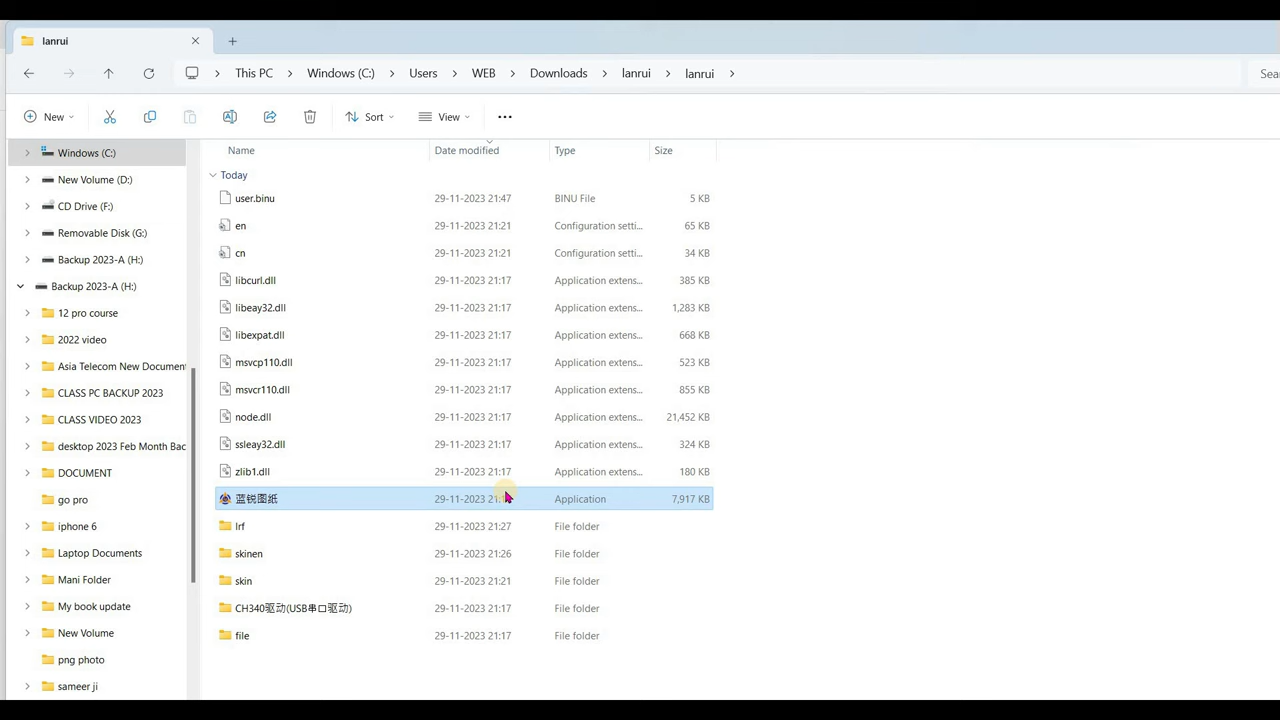 lanrui
This PC
Windows (C:)
Users
WEB
Downloads
lanrui
lanrui
Sea
New
Sort
View
Windows (C:)
New Volume (D:)
CD Drive (F:)
Removable Disk (G:)
Backup 2023-A (H:)
Backup 2023-A (H:)
12 pro course
2022 video
Asia Telecom New Document
CLASS PC BACKUP 2023
CLASS VIDEO 2023
desktop 2023 Feb Month Bac
DOCUMENT
go pro
iphone 6
Laptop Documents
Mani Folder
My book update
New Volume
png photo
sameer ji
Name Date modified Type Size
Today
user.binu 29-11-2023 21:47 BINU File 5 KB
en 29-11-2023 21:21 Configuration setti... 65 KB
cn 29-11-2023 21:21 Configuration setti... 34 KB
libcurl.dll 29-11-2023 21:17 Application extens... 385 KB
libeay32.dll 29-11-2023 21:17 Application extens... 1,283 KB
libexpat.dll 29-11-2023 21:17 Application extens... 668 KB
msvcp110.dll 29-11-2023 21:17 Application extens... 523 KB
msvcr110.dll 29-11-2023 21:17 Application extens... 855 KB
node.dll 29-11-2023 21:17 Application extens... 21,452 KB
ssleay32.dll 29-11-2023 21:17 Application extens... 324 KB
zlib1.dll 29-11-2023 21:17 Application extens... 180 KB
蓝锐图纸 29-11-2023 Application 7,917 KB
lrf 29-11-2023 21:27 File folder
skinen 29-11-2023 21:26 File folder
skin 29-11-2023 21:21 File folder
CH340驱动(USB串口驱动) 29-11-2023 21:17 File folder
file 29-11-2023 21:17 File folder